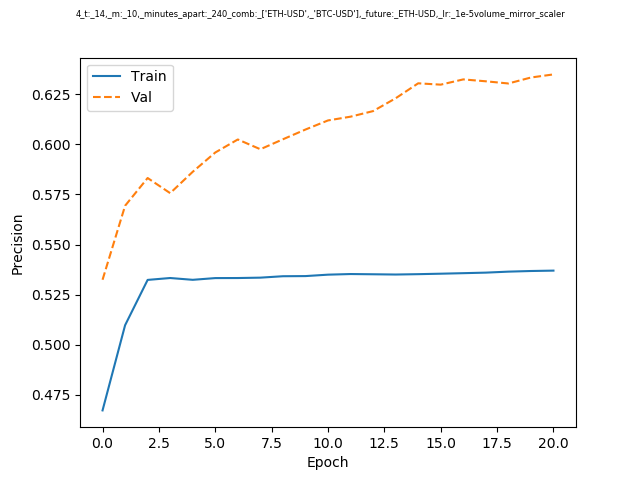 4_t:_14,_m:_10,_minutes_apart:_240_comb:_['ETH-USD',_'BTC-USD'],_future:_ETH-USD,_lr:_1e-5volume_mirror_scaler
Train
Val
0.625
0.600
0.575
0.550
0.525
0.500
0.475
Precision
0.0 2.5 5.0 7.5 10.0 12.5 15.0 17.5 20.0
Epoch